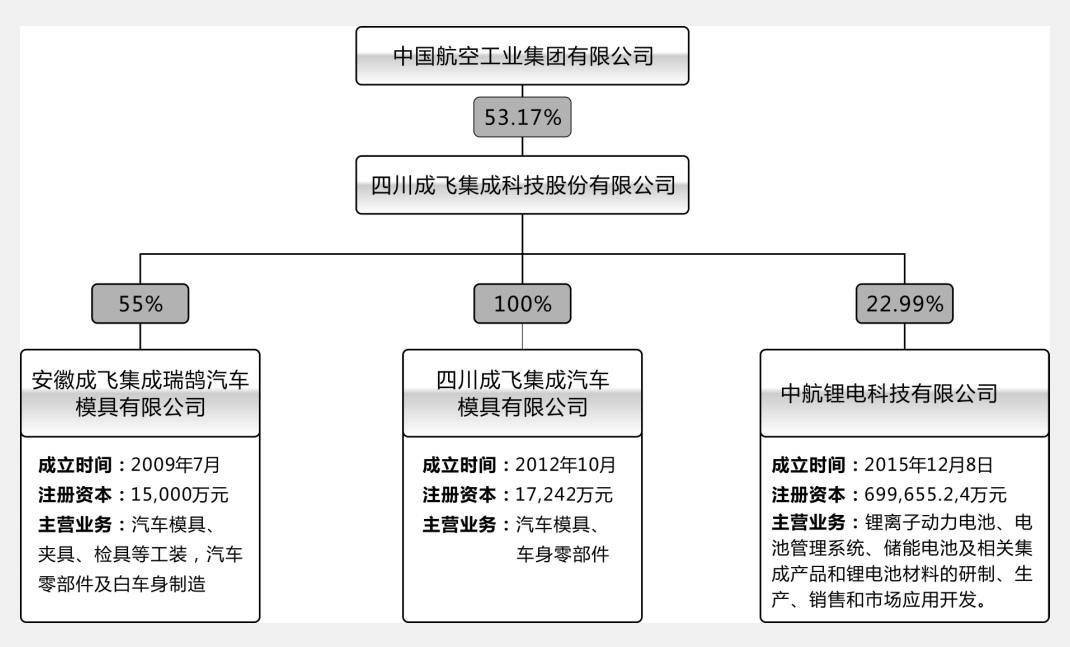 中国航空工业集团有限公司
53.17%
四川成飞集成科技股份有限公司
55%
100%
22.99%
安徽成飞集成瑞鹄汽车
模具有限公司
成立时间：2009年7月
注册资本：15,000万元
主营业务：汽车模具、
夹具、检具等工装，汽车
零部件及白车身制造
四川成飞集成汽车
模具有限公司
成立时间：2012年10月
注册资本：17,242万元
主营业务：汽车模具、
车身零部件
中航锂电科技有限公司
成立时间：2015年12月8日
注册资本：699,655.2,4万元
主营业务：锂离子动力电池、电
池管理系统、储能电池及相关集
成产品和锂电池材料的研制、生
产、销售和市场应用开发。